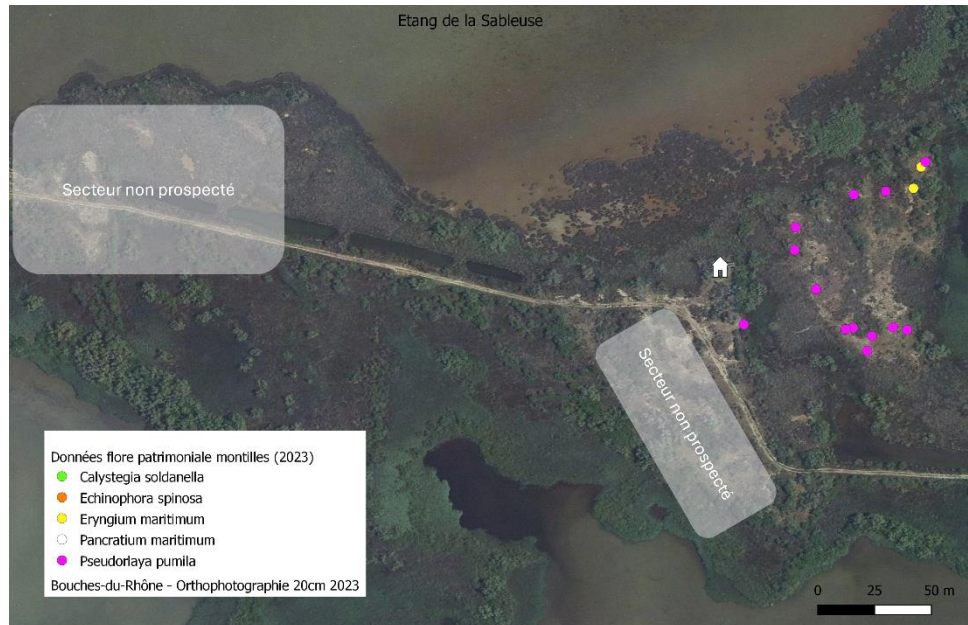 Etang de la Sableuse
Secteur non prospecté
Secteur non prospecté
Données flore patrimoniale montilles (2023)
Calystegia soldanella
Echinophora spinosa
Eryngium maritimum
Pancratium maritimum
Pseudorlaya pumila
Bouches-du-Rhône - Orthophotographie 20cm 2023
0 25 50 m